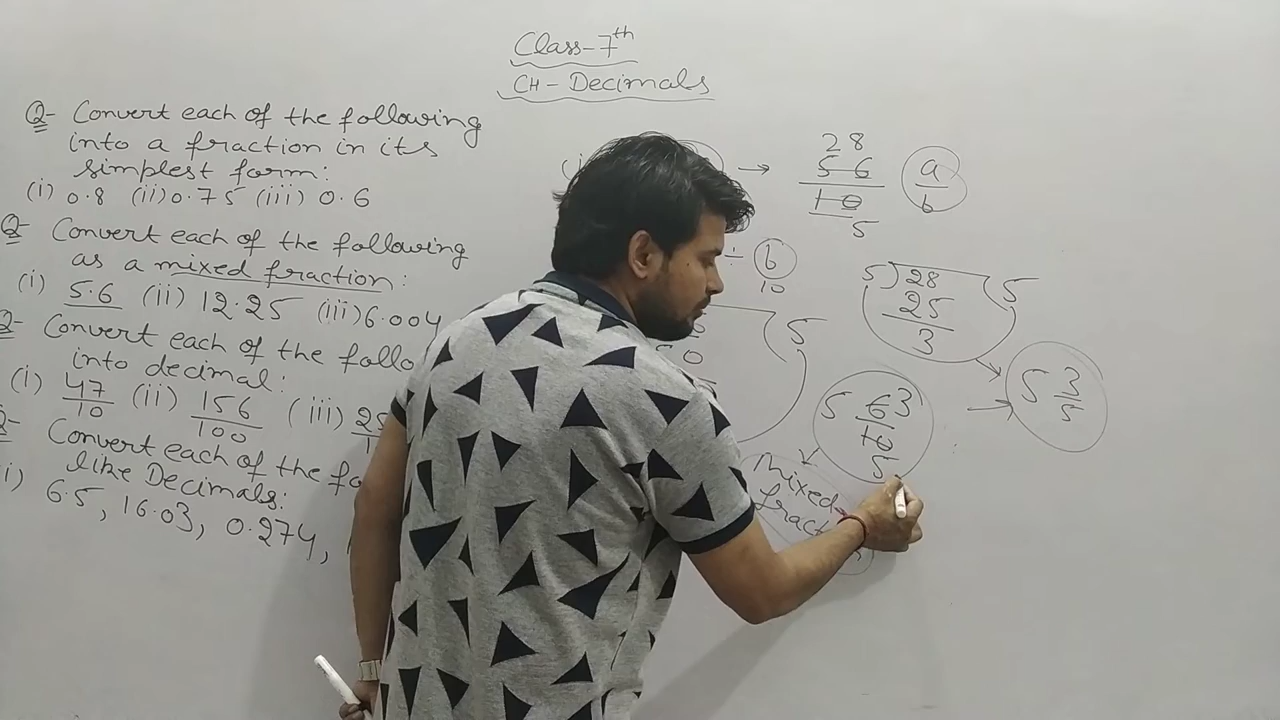 Class-7th
CH- Decimals
Q- Convert each of the following
into a fraction in its
simplest form:
(i) 0.8 (ii) 0.75 (iii) 0.6
Q- Convert each of the following
as a mixed fraction:
(i) 5.6 (ii) 12.25 (iii) 6.004
Q- Convert each of the follo
into decimal:
(i) 47/10 (ii) 156/100 (iii) 25
Q- Convert each of the fo
like Decimals:
i) 6.5, 16.03, 0.274,
(i
→ 28
56 a
10 b
5
÷ b
10
0
5
5) 28 ( 5
25
3
5 6 3
10
5
5 3/5
Mixed
fract